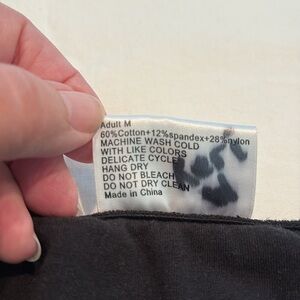 Adult M
60%Cotton+12%spandex+28%nylon
MACHINE WASH COLD
WITH LIKE COLORS
DELICATE CYCLE
HANG DRY
DO NOT BLEACH
DO NOT DRY CLEAN
Made in China